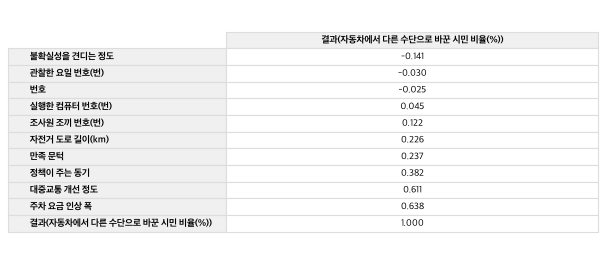 결과(자동차에서 다른 수단으로 바꾼 시민 비율(%))
불확실성을 견디는 정도 -0.141
관찰한 요일 번호(번) -0.030
번호 -0.025
실행한 컴퓨터 번호(번) 0.045
조사원 조끼 번호(번) 0.122
자전거 도로 길이(km) 0.226
만족 문턱 0.237
정책이 주는 동기 0.382
대중교통 개선 정도 0.611
주차 요금 인상 폭 0.638
결과(자동차에서 다른 수단으로 바꾼 시민 비율(%)) 1.000